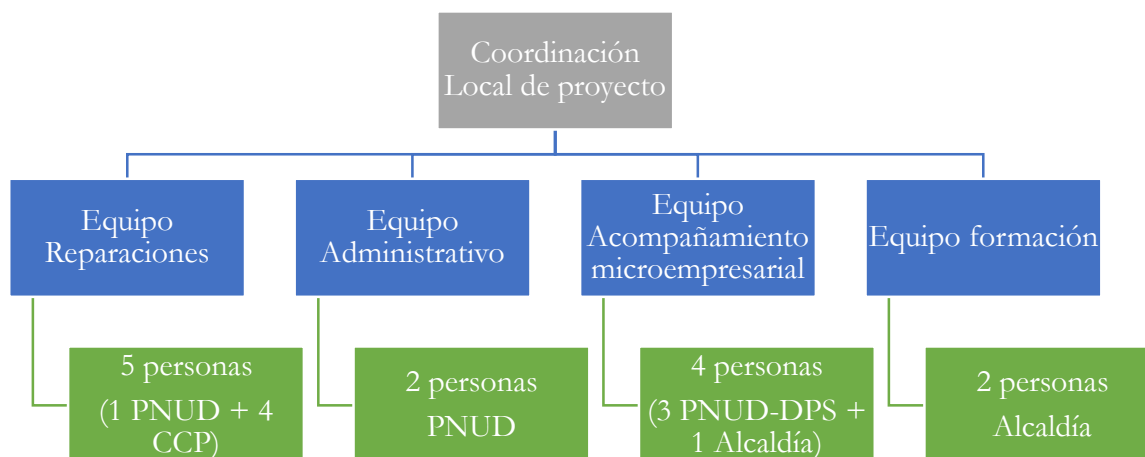 Coordinación
Local de proyecto
Equipo
Reparaciones
Equipo
Administrativo
Equipo
Acompañamiento
microempresarial
Equipo formación
5 personas
(1 PNUD + 4
CCP)
2 personas
PNUD
4 personas
(3 PNUD-DPS +
1 Alcaldía)
2 personas
Alcaldía